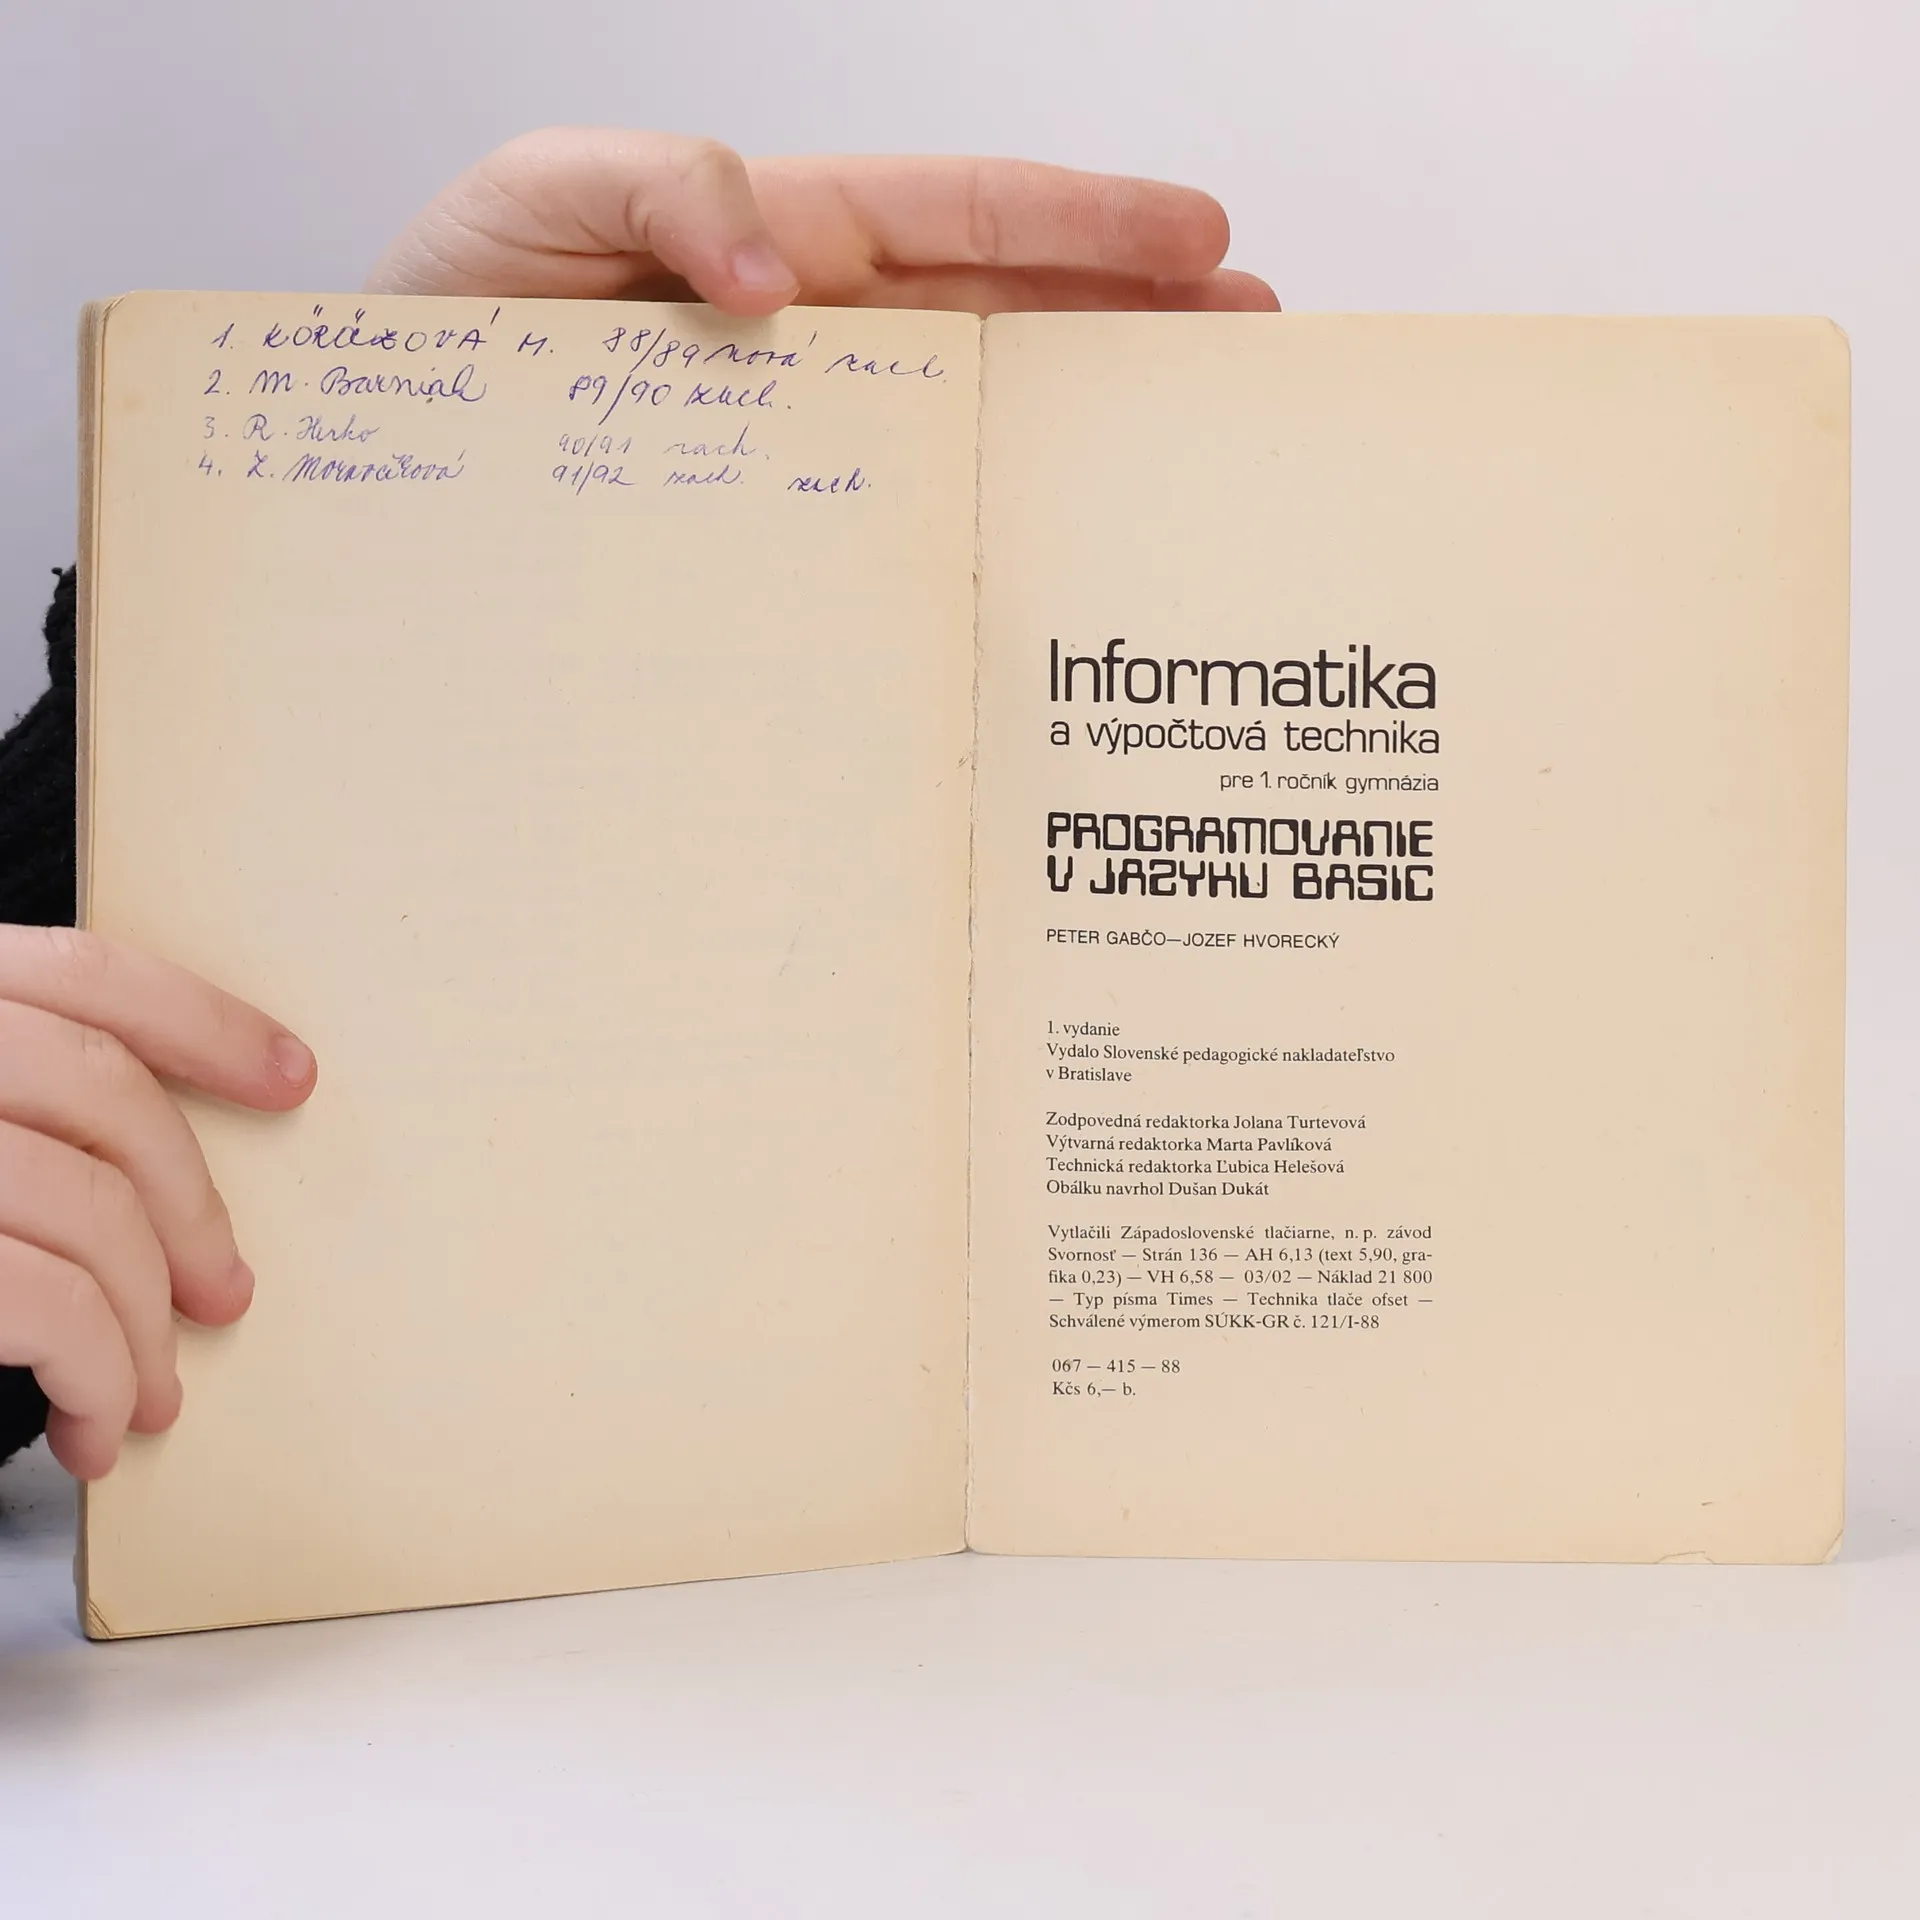 1. KÖRÖZOVÁ M. 88/89 nová zach.
2. M. Barniak 89/90 zach.
3. R. Herko 90/91 zach.
4. Z. Moravčíková 91/92 zach. zach.
Informatika
a výpočtová technika
pre 1. ročník gymnázia
PROGRAMOVANIE
V JAZYKU BASIC
PETER GABČO—JOZEF HVORECKÝ
1. vydanie
Vydalo Slovenské pedagogické nakladateľstvo
v Bratislave
Zodpovedná redaktorka Jolana Turtevová
Výtvarná redaktorka Marta Pavlíková
Technická redaktorka Ľubica Helešová
Obálku navrhol Dušan Dukát
Vytlačili Západoslovenské tlačiarne, n. p. závod
Svornosť — Strán 136 — AH 6,13 (text 5,90, gra-
fika 0,23) — VH 6,58 — 03/02 — Náklad 21 800
— Typ písma Times — Technika tlače ofset —
Schválené výmerom SÚKK-GR č. 121/I-88
067 — 415 — 88
Kčs 6,— b.